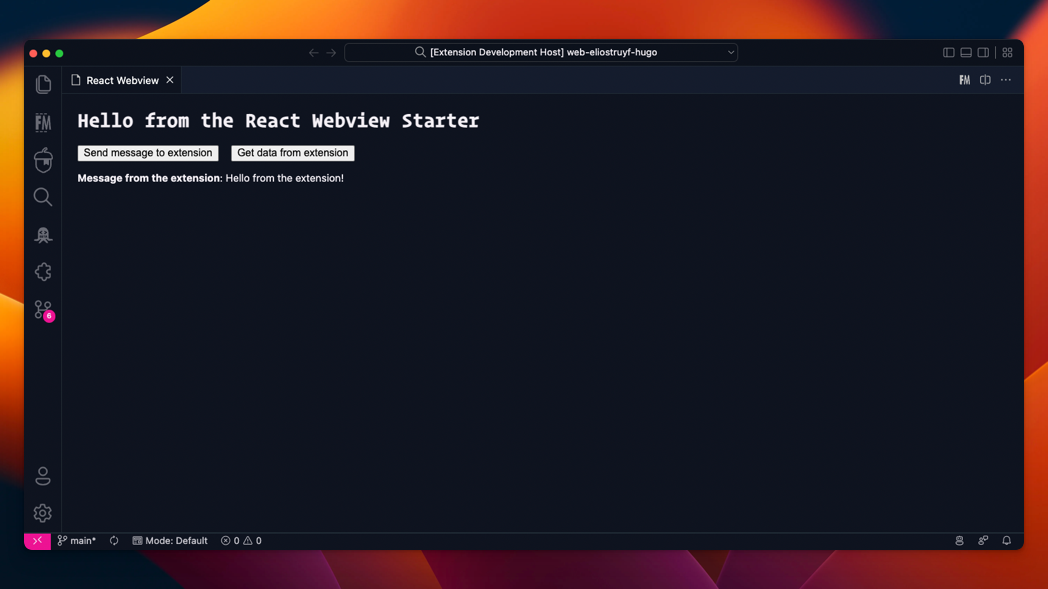 [Extension Development Host] web-eliostruyf-hugo
React Webview
FM
FM
Hello from the React Webview Starter
Send message to extension Get data from extension
Message from the extension: Hello from the extension!
6
main* Mode: Default 0 0